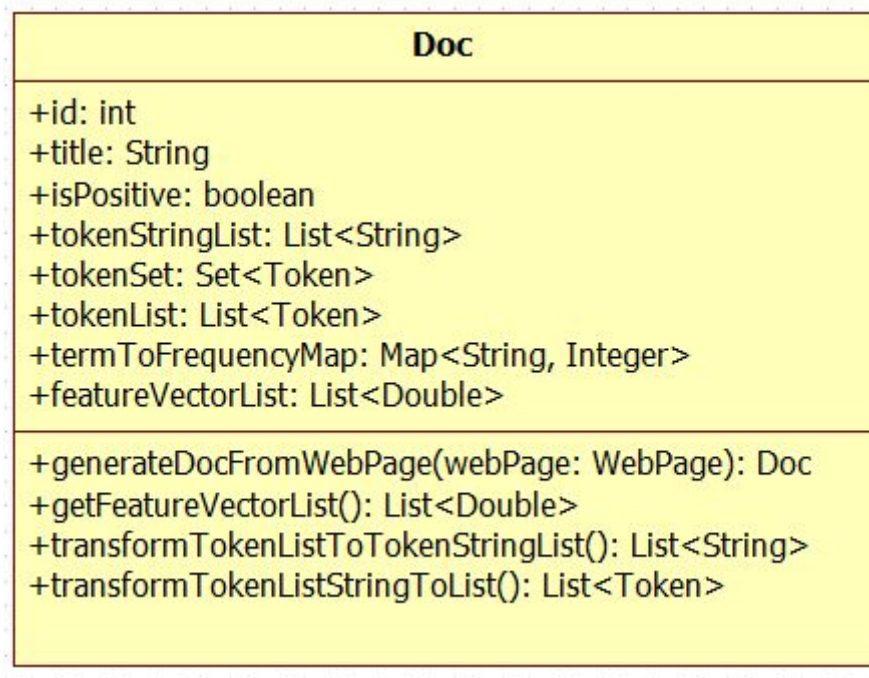 Doc
+id: int
+title: String
+isPositive: boolean
+tokenStringList: List<String>
+tokenSet: Set<Token>
+tokenList: List<Token>
+termToFrequencyMap: Map<String, Integer>
+featureVectorList: List<Double>
+generateDocFromWebPage(webPage: WebPage): Doc
+getFeatureVectorList(): List<Double>
+transformTokenListToTokenStringList(): List<String>
+transformTokenListStringToList(): List<Token>